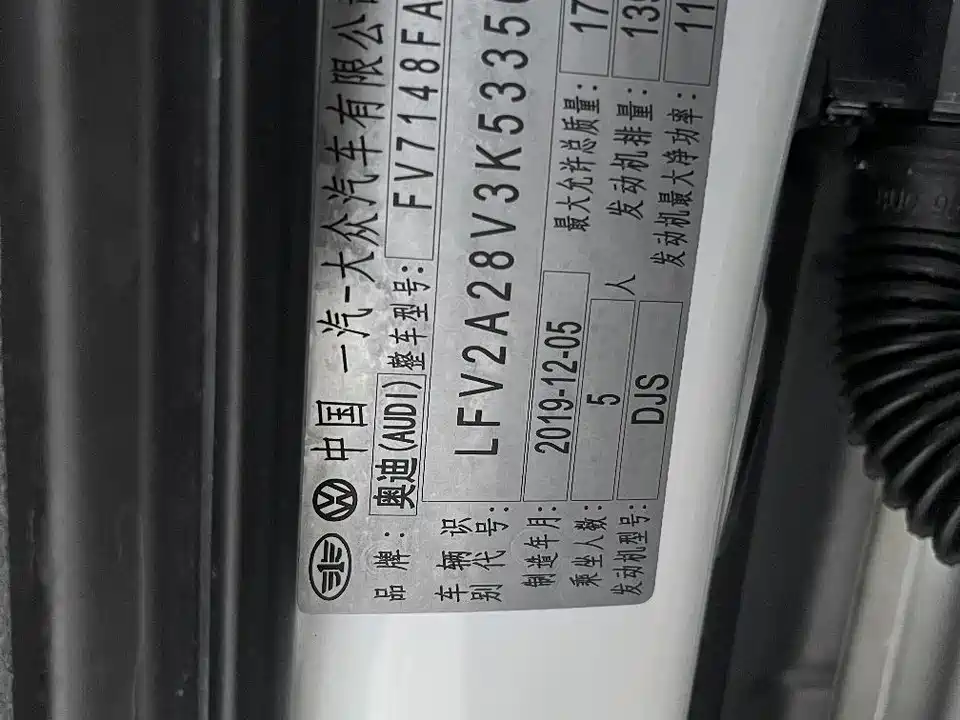 中国 一汽-大众汽车有限公
品牌: 奥迪(AUDI) 整车型号: FV7148FA
车辆识别代号: LFV2A28V3K5335
制造年月: 2019-12-05 最大允许总质量: 17
乘坐人数: 5 人 发动机排量: 139
发动机型号: DJS 发动机最大净功率: 11